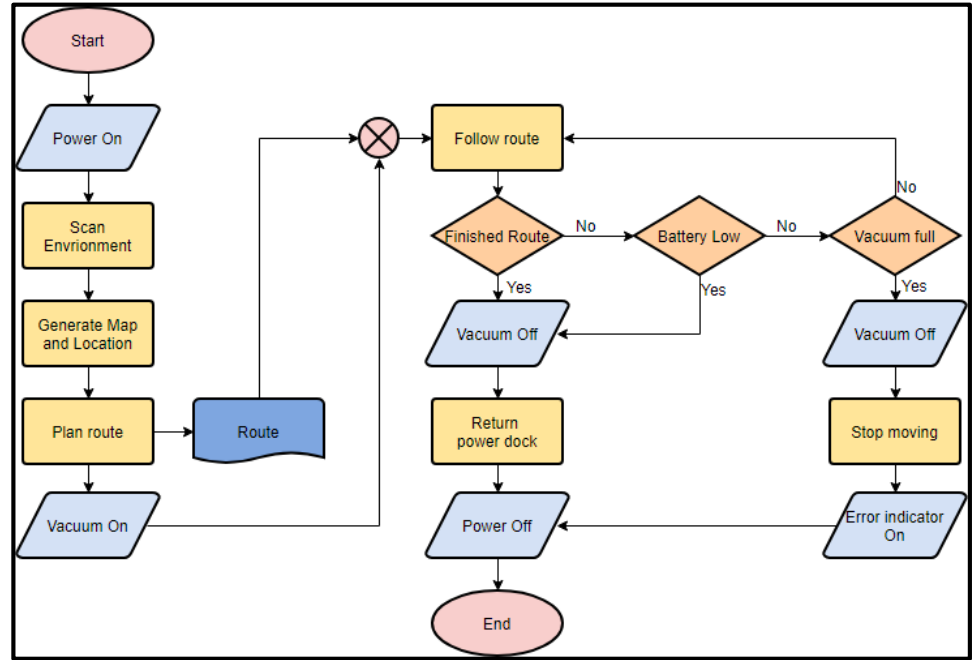 Start
Power On
Scan
Envrionment
Generate Map
and Location
Plan route
Route
Vacuum On
Follow route
Finished Route
No
Battery Low
No
Vacuum full
No
Yes
Yes
Yes
Vacuum Off
Vacuum Off
Return
power dock
Stop moving
Power Off
Error indicator
On
End